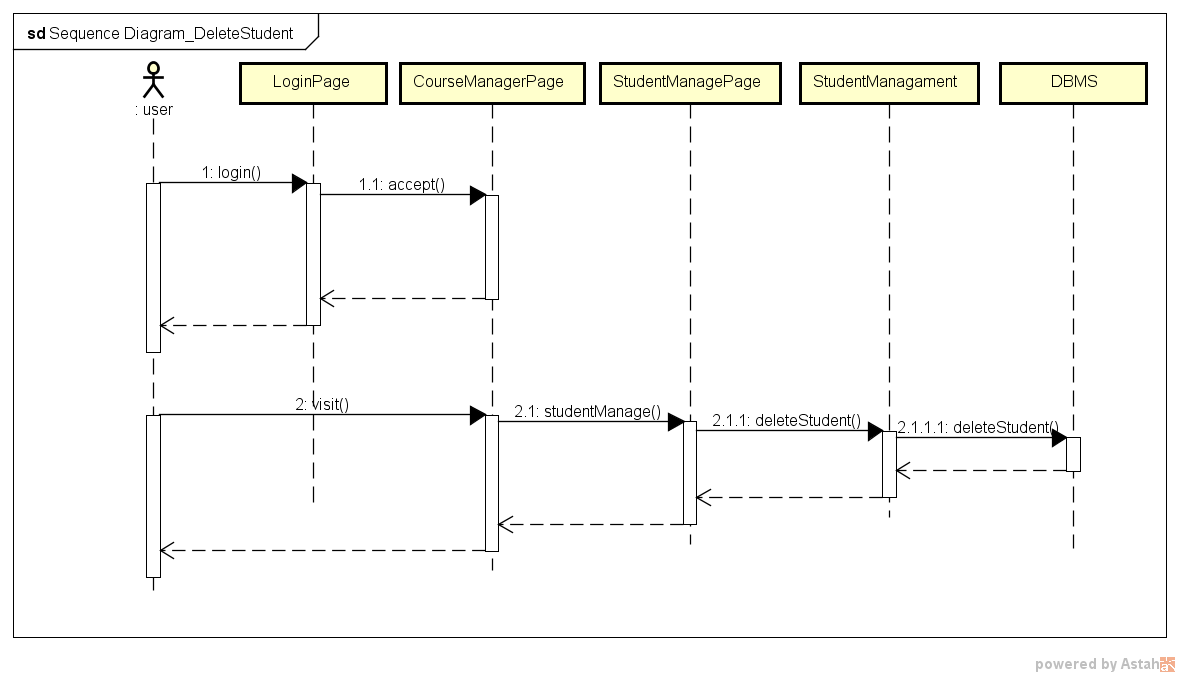 sd Sequence Diagram_DeleteStudent
: user
LoginPage
CourseManagerPage
StudentManagePage
StudentManagament
DBMS
1: login()
1.1: accept()
2: visit()
2.1: studentManage()
2.1.1: deleteStudent()
2.1.1.1: deleteStudent()
powered by Astah